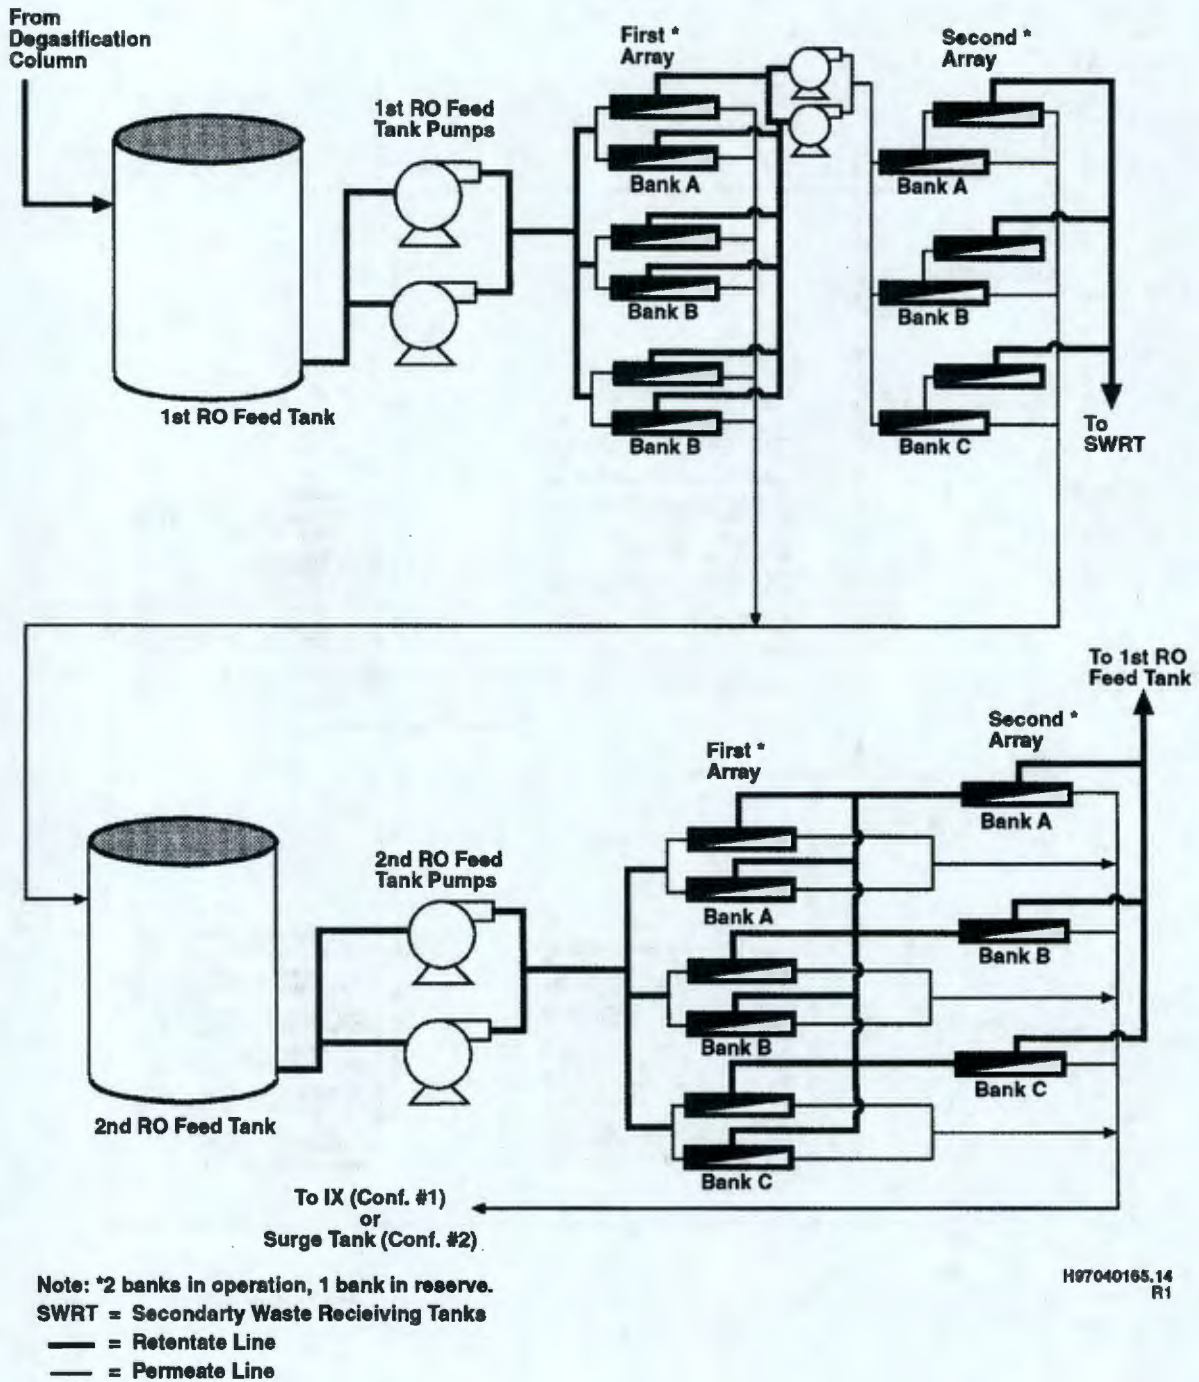 From
Degasification
Column
1st RO Feed
Tank Pumps
First *
Array
Second *
Array
Bank A
Bank A
Bank B
Bank B
Bank B
Bank C
1st RO Feed Tank
To
SWRT
To 1st RO
Feed Tank
Second *
Array
First *
Array
Bank A
2nd RO Feed
Tank Pumps
Bank A
Bank B
Bank B
Bank C
2nd RO Feed Tank
Bank C
To IX (Conf. #1)
or
Surge Tank (Conf. #2)
H97040165.14
R1
Note: *2 banks in operation, 1 bank in reserve.
SWRT = Secondarty Waste Recieiving Tanks
= Retentate Line
= Permeate Line